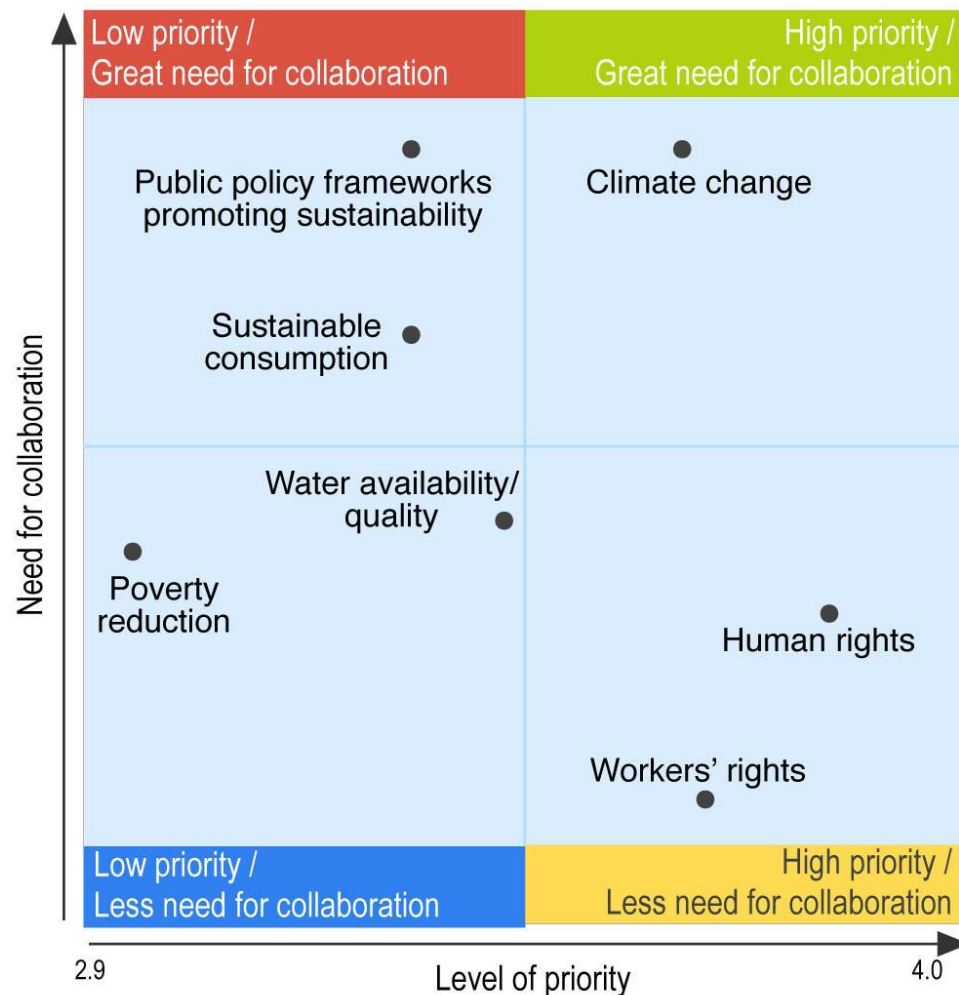 Low priority /
Great need for collaboration
High priority /
Great need for collaboration
Public policy frameworks
promoting sustainability
Climate change
Sustainable
consumption
Need for collaboration
Water availability/
quality
Poverty
reduction
Human rights
Workers’ rights
Low priority /
Less need for collaboration
High priority /
Less need for collaboration
2.9
Level of priority
4.0